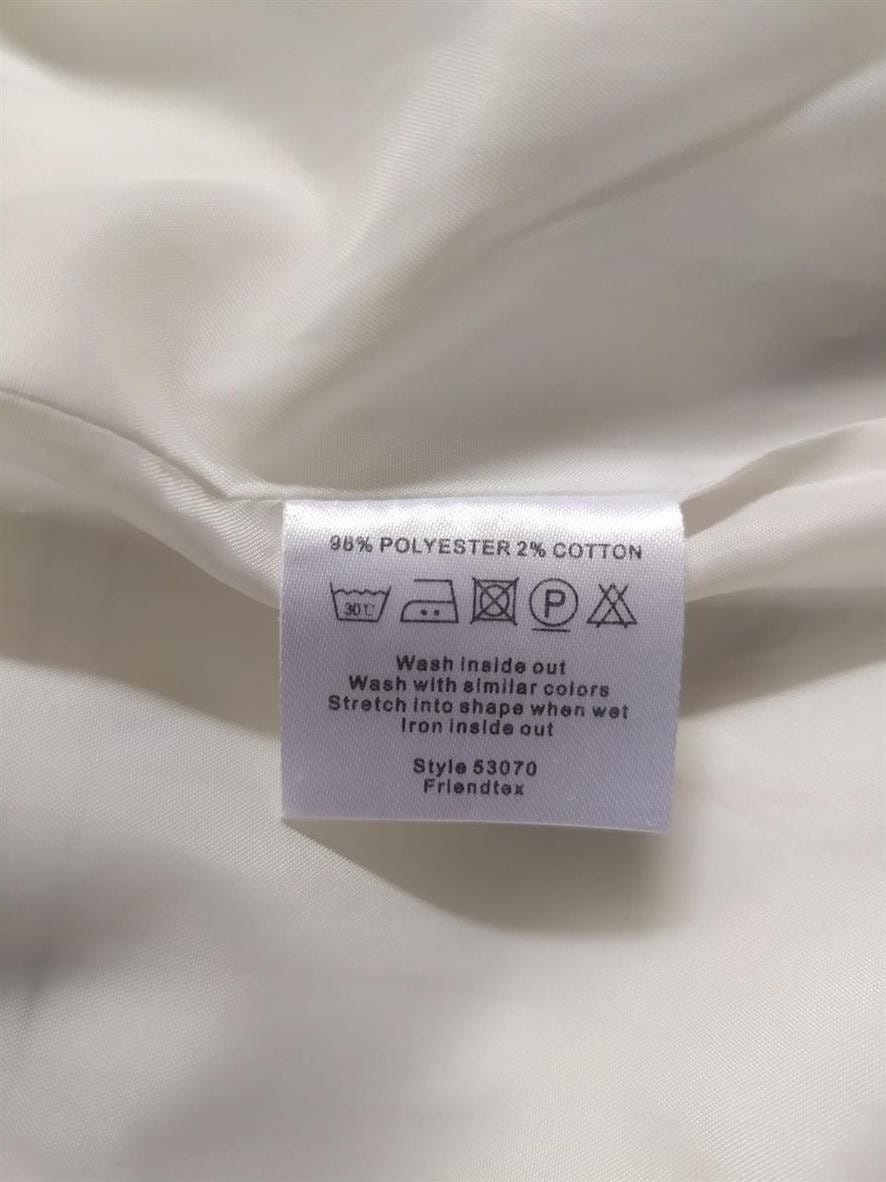 98% POLYESTER 2% COTTON
30℃ P
Wash inside out
Wash with similar colors
Stretch into shape when wet
Iron inside out
Style 53070
Friendtex